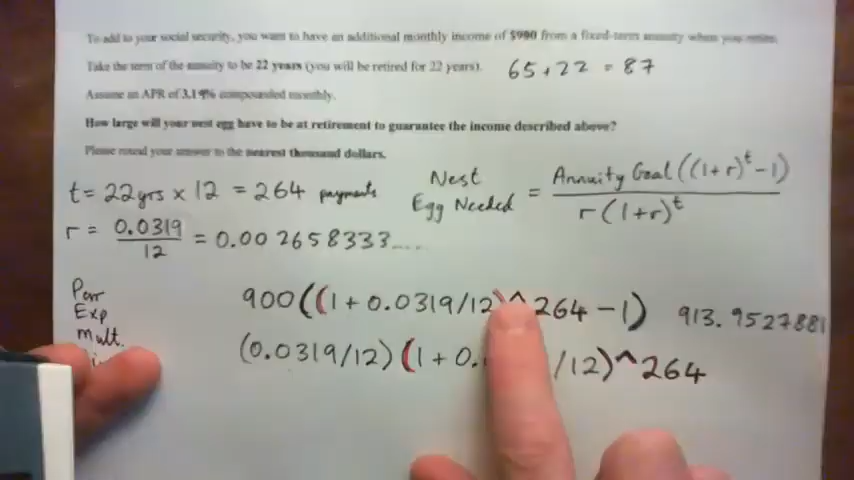 To add to your social security, you want to have an additional monthly income of $900 from a fixed-term annuity when you retire.
Take the term of the annuity to be 22 years (you will be retired for 22 years). 65+22 = 87
Assume an APR of 3.19% compounded monthly.
How large will your nest egg have to be at retirement to guarantee the income described above?
Please round your answer to the nearest thousand dollars.
t= 22yrs x 12 = 264 payments
r = 0.0319/12 = 0.002658333....
Nest Egg Needed = Annuity Goal((1+r)^t-1) / r(1+r)^t
900((1+0.0319/12)^264-1) 913.9527881
(0.0319/12)(1+0. /12)^264
Exp
Mult.